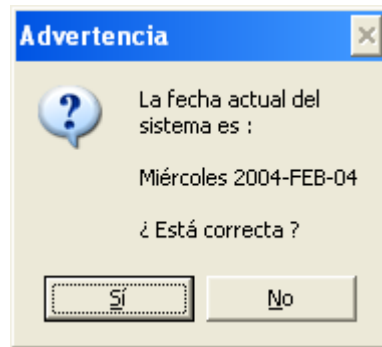 Advertencia
La fecha actual del
sistema es :
Miércoles 2004-FEB-04
¿ Está correcta ?
Sí
No